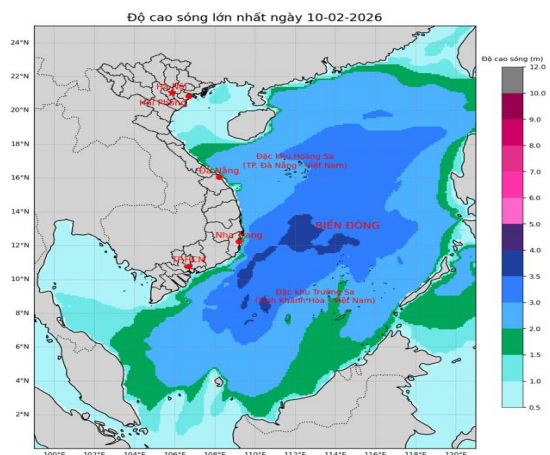 Độ cao sóng lớn nhất ngày 10-02-2026
Độ cao sóng (m)
24°N
22°N
20°N
18°N
16°N
14°N
12°N
10°N
8°N
6°N
4°N
2°N
100°E
102°E
104°E
106°E
108°E
110°E
112°E
114°E
116°E
118°E
120°E
Hà Nội
Hải Phòng
Đặc khu Hoàng Sa
(TP. Đà Nẵng - Việt Nam)
Đà Nẵng
BIỂN ĐÔNG
Nha Trang
TP.HCM
Đặc khu Trường Sa
(Tỉnh Khánh Hòa - Việt Nam)
12.0
10.0
9.0
8.0
7.0
6.0
5.0
4.0
3.5
3.0
2.0
1.5
1.0
0.5